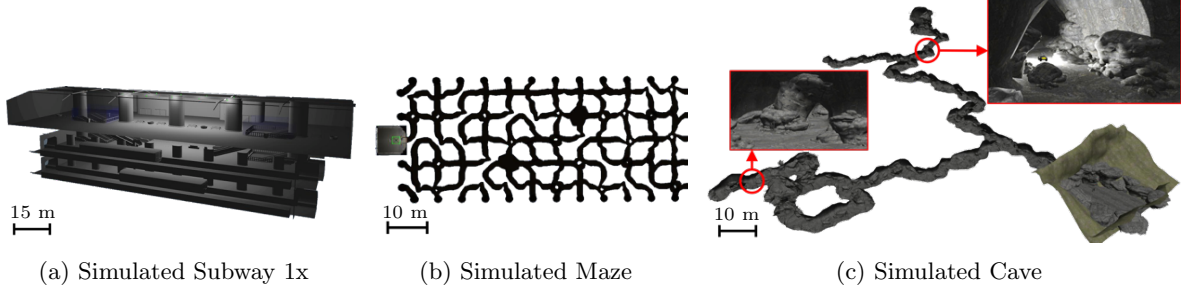 15 m
10 m
10 m
(a) Simulated Subway 1x
(b) Simulated Maze
(c) Simulated Cave